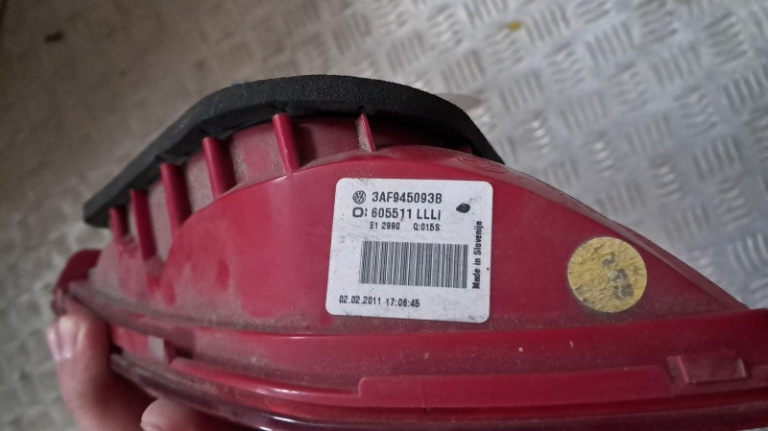 3AF945093B
605511 LLLI
E1 2990 Q:015S
02.02.2011 17:06:45
Made in Slovenija